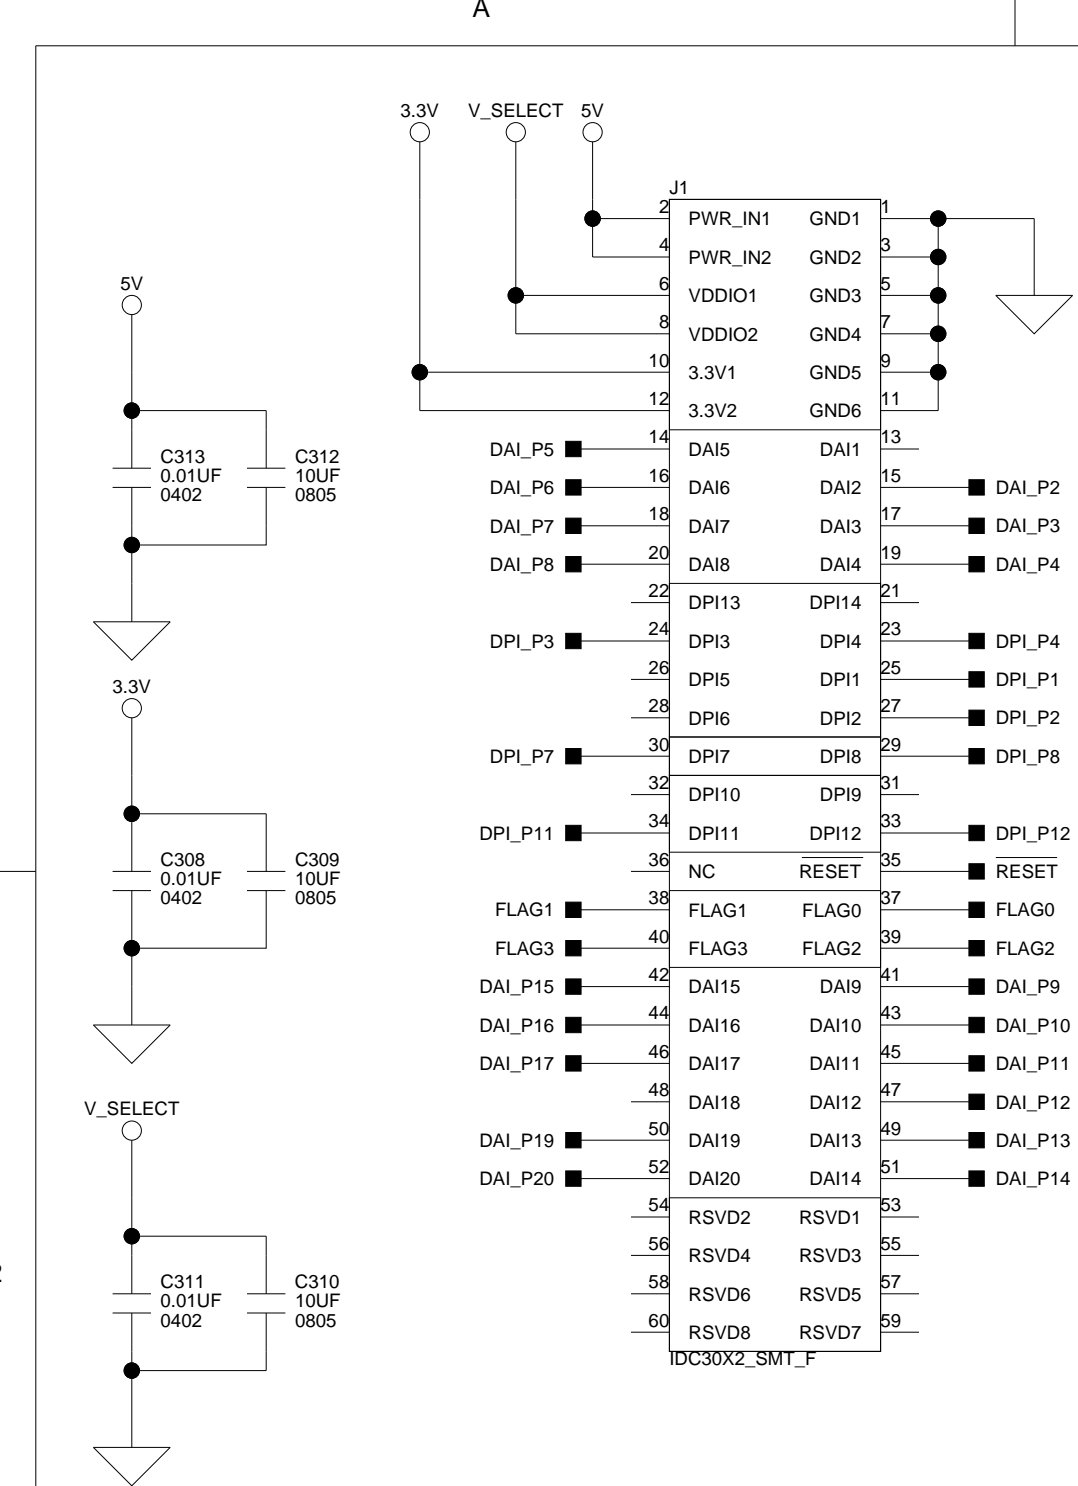 A
3.3V V_SELECT 5V
J1
2 PWR_IN1 GND1 1
4 PWR_IN2 GND2 3
6 VDDIO1 GND3 5
8 VDDIO2 GND4 7
10 3.3V1 GND5 9
12 3.3V2 GND6 11
DAI_P5 14 DAI5 DAI1 13
DAI_P6 16 DAI6 DAI2 15 DAI_P2
DAI_P7 18 DAI7 DAI3 17 DAI_P3
DAI_P8 20 DAI8 DAI4 19 DAI_P4
22 DPI13 DPI14 21
DPI_P3 24 DPI3 DPI4 23 DPI_P4
26 DPI5 DPI1 25 DPI_P1
28 DPI6 DPI2 27 DPI_P2
DPI_P7 30 DPI7 DPI8 29 DPI_P8
32 DPI10 DPI9 31
DPI_P11 34 DPI11 DPI12 33 DPI_P12
36 NC RESET 35 RESET
FLAG1 38 FLAG1 FLAG0 37 FLAG0
FLAG3 40 FLAG3 FLAG2 39 FLAG2
DAI_P15 42 DAI15 DAI9 41 DAI_P9
DAI_P16 44 DAI16 DAI10 43 DAI_P10
DAI_P17 46 DAI17 DAI11 45 DAI_P11
48 DAI18 DAI12 47 DAI_P12
DAI_P19 50 DAI19 DAI13 49 DAI_P13
DAI_P20 52 DAI20 DAI14 51 DAI_P14
54 RSVD2 RSVD1 53
56 RSVD4 RSVD3 55
58 RSVD6 RSVD5 57
60 RSVD8 RSVD7 59
IDC30X2_SMT_F
5V
C313
0.01UF
0402
C312
10UF
0805
3.3V
C308
0.01UF
0402
C309
10UF
0805
V_SELECT
C311
0.01UF
0402
C310
10UF
0805